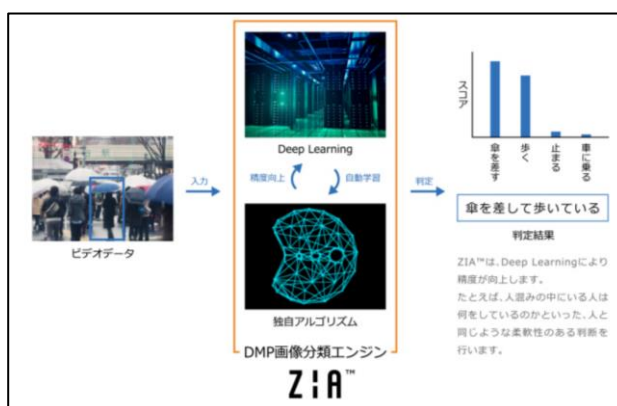 ビデオデータ
入力
Deep Learning
精度向上
自動学習
独自アルゴリズム
DMP画像分類エンジン
ZIA™
判定
スコア
傘を差す
歩く
止まる
車に乗る
傘を差して歩いている
判定結果
ZIA™は、Deep Learningにより
精度が向上します。
たとえば、人混みの中にいる人は
何をしているのかといった、人と
同じような柔軟性のある判断を
行います。